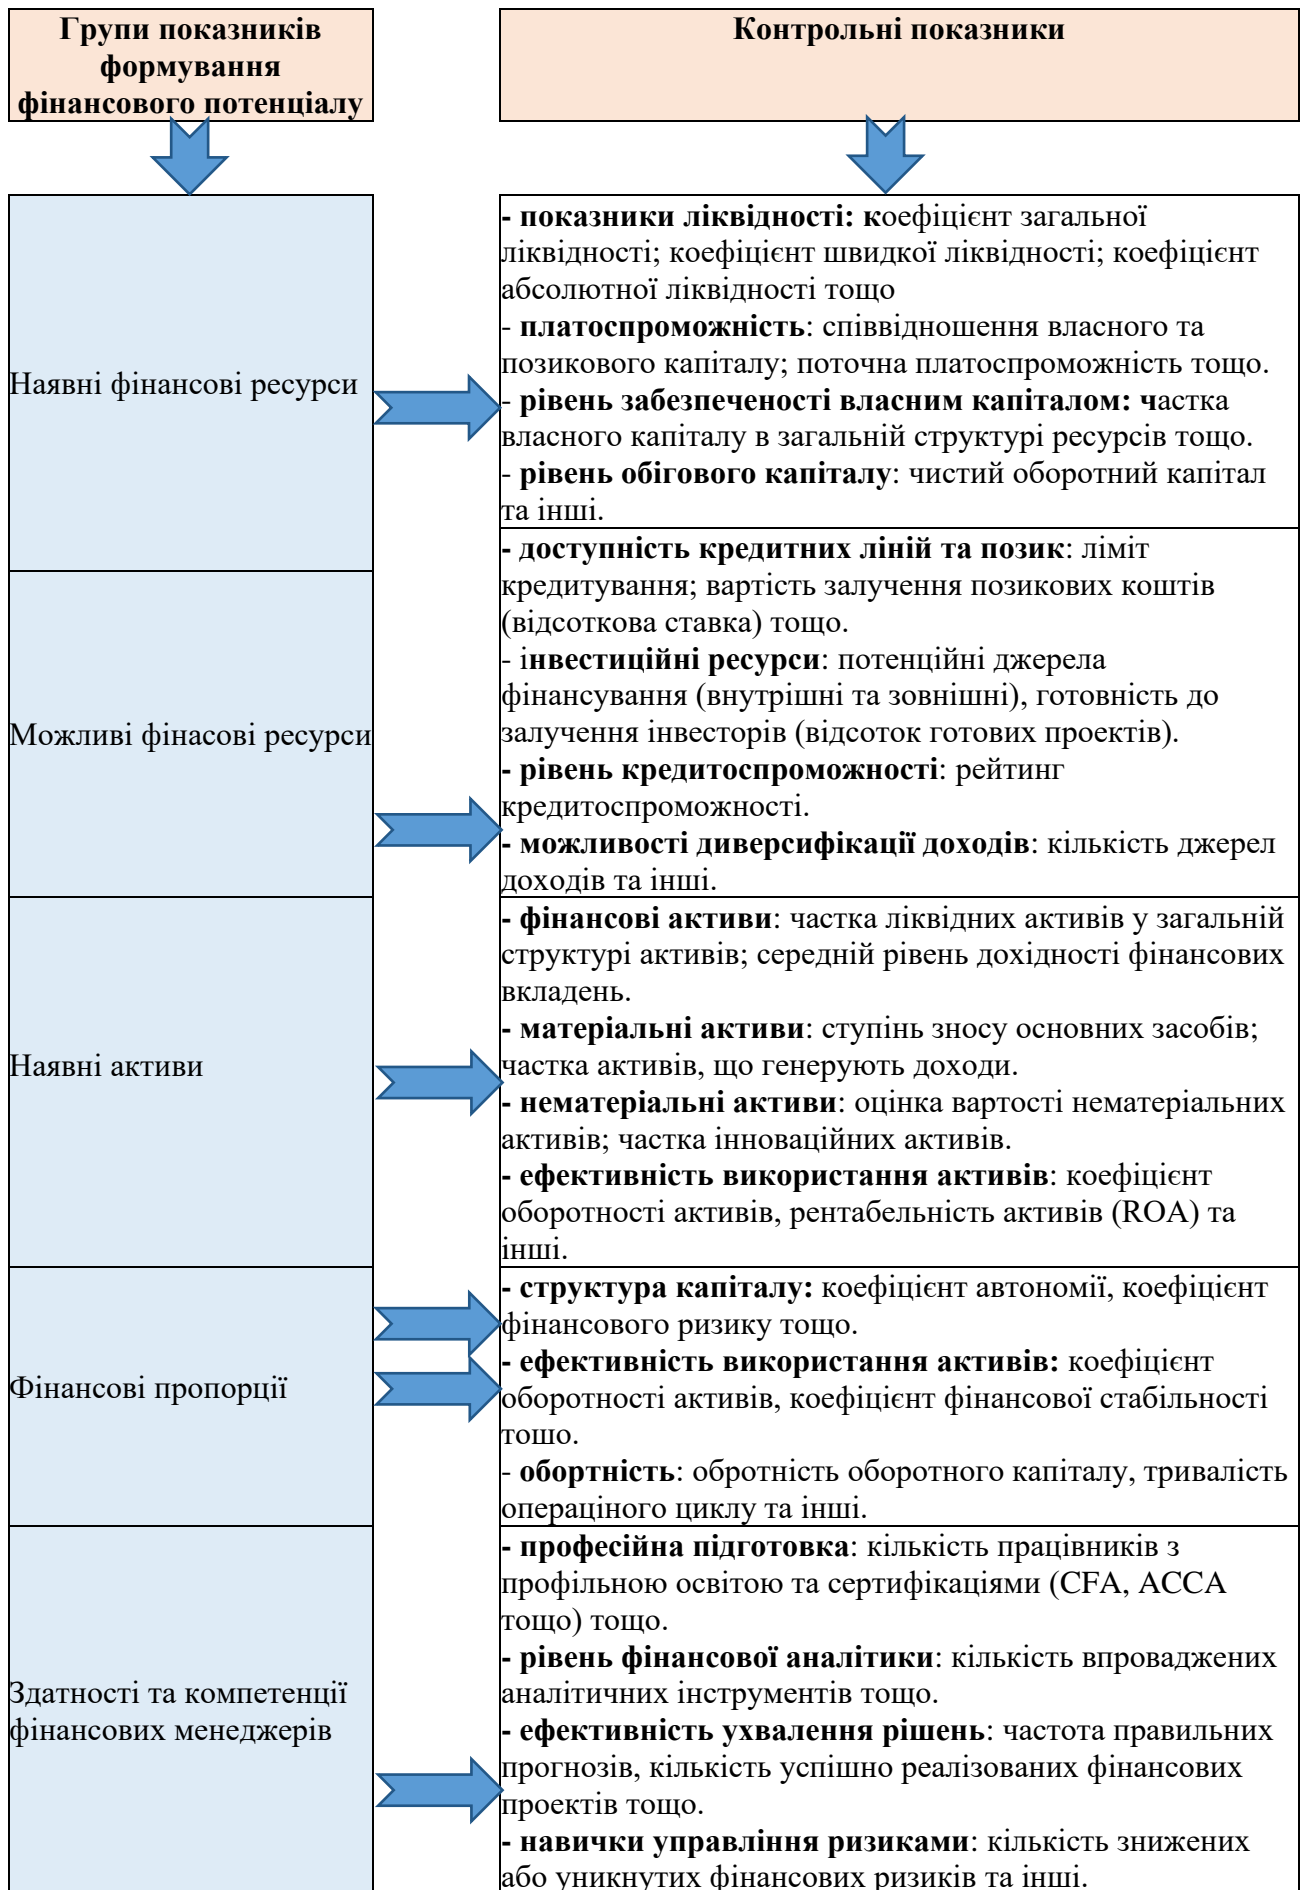 Групи показників
формування
фінансового потенціалу
Контрольні показники
Наявні фінансові ресурси
- показники ліквідності: коефіцієнт загальної
ліквідності; коефіцієнт швидкої ліквідності; коефіцієнт
абсолютної ліквідності тощо
- платоспроможність: співвідношення власного та
позикового капіталу; поточна платоспроможність тощо.
- рівень забезпеченості власним капіталом: частка
власного капіталу в загальній структурі ресурсів тощо.
- рівень обігового капіталу: чистий оборотний капітал
та інші.
Можливі фінасові ресурси
- доступність кредитних ліній та позик: ліміт
кредитування; вартість залучення позикових коштів
(відсоткова ставка) тощо.
- інвестиційні ресурси: потенційні джерела
фінансування (внутрішні та зовнішні), готовність до
залучення інвесторів (відсоток готових проектів).
- рівень кредитоспроможності: рейтинг
кредитоспроможності.
- можливості диверсифікації доходів: кількість джерел
доходів та інші.
Наявні активи
- фінансові активи: частка ліквідних активів у загальній
структурі активів; середній рівень дохідності фінансових
вкладень.
- матеріальні активи: ступінь зносу основних засобів;
частка активів, що генерують доходи.
- нематеріальні активи: оцінка вартості нематеріальних
активів; частка інноваційних активів.
- ефективність використання активів: коефіцієнт
оборотності активів, рентабельність активів (ROA) та
інші.
Фінансові пропорції
- структура капіталу: коефіцієнт автономії, коефіцієнт
фінансового ризику тощо.
- ефективність використання активів: коефіцієнт
оборотності активів, коефіцієнт фінансової стабільності
тошо.
- обортність: обротність оборотного капіталу, тривалість
операціного циклу та інші.
Здатності та компетенції
фінансових менеджерів
- професійна підготовка: кількість працівників з
профільною освітою та сертифікаціями (CFA, ACCA
тощо) тощо.
- рівень фінансової аналітики: кількість впроваджених
аналітичних інструментів тощо.
- ефективність ухвалення рішень: частота правильних
прогнозів, кількість успішно реалізованих фінансових
проектів тощо.
- навички управління ризиками: кількість знижених
або уникнутих фінансових ризиків та інші.